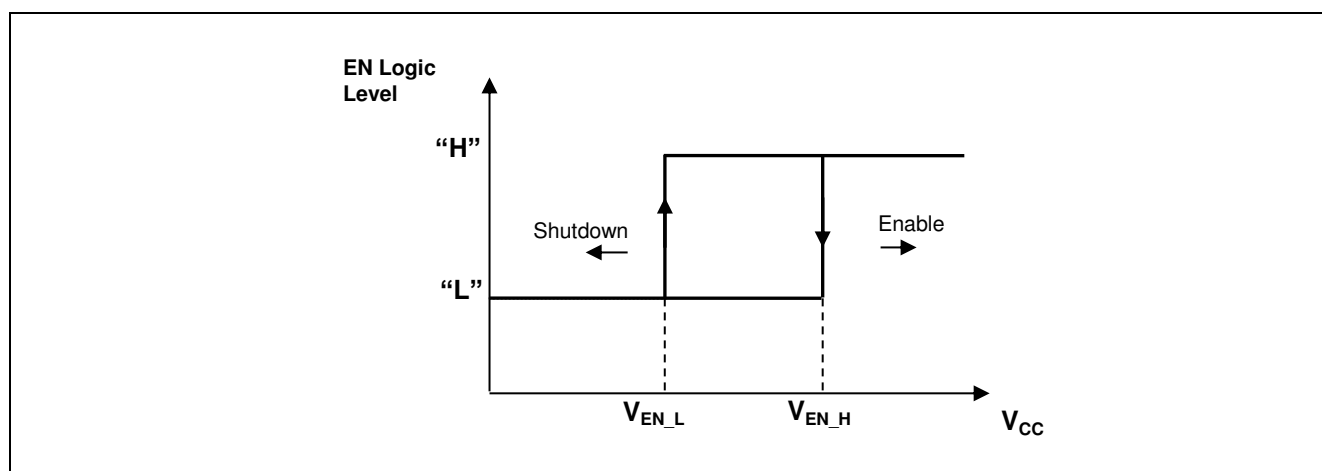 EN Logic
Level
“H”
Shutdown
Enable
“L”
VEN_L
VEN_H
VCC